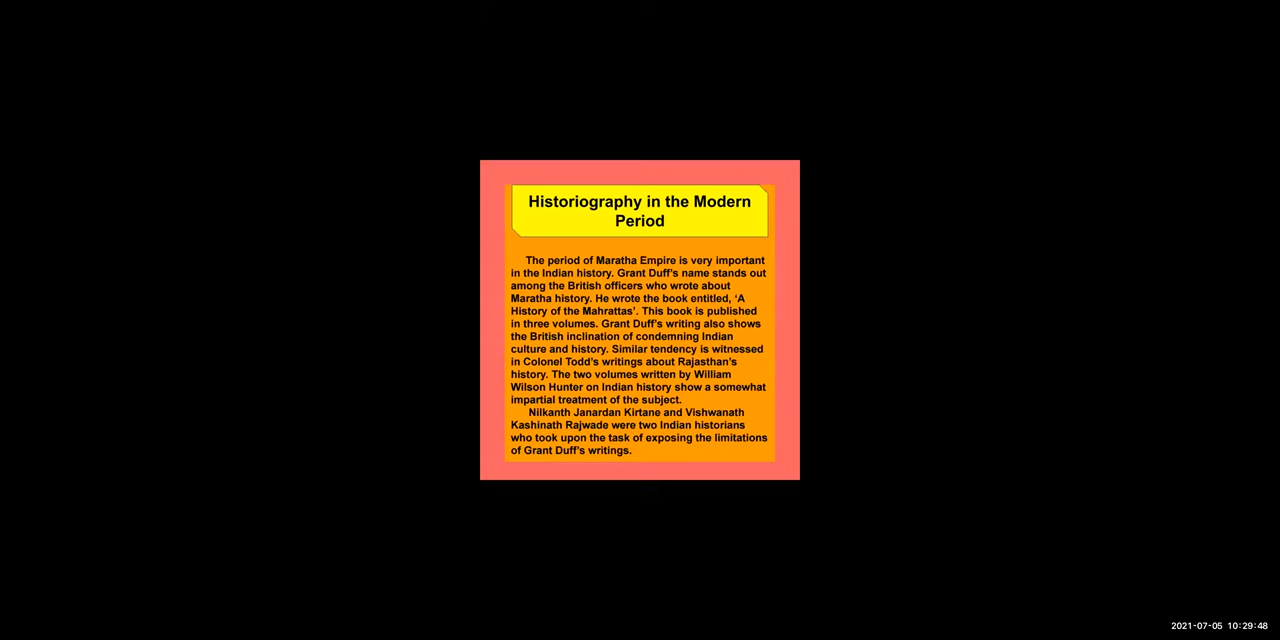 Historiography in the Modern
Period
The period of Maratha Empire is very important
in the Indian history. Grant Duff's name stands out
among the British officers who wrote about
Maratha history. He wrote the book entitled, ‘A
History of the Mahrattas’. This book is published
in three volumes. Grant Duff's writing also shows
the British inclination of condemning Indian
culture and history. Similar tendency is witnessed
in Colonel Todd's writings about Rajasthan's
history. The two volumes written by William
Wilson Hunter on Indian history show a somewhat
impartial treatment of the subject.
Nilkanth Janardan Kirtane and Vishwanath
Kashinath Rajwade were two Indian historians
who took upon the task of exposing the limitations
of Grant Duff's writings.
2021-07-05 10:29:48